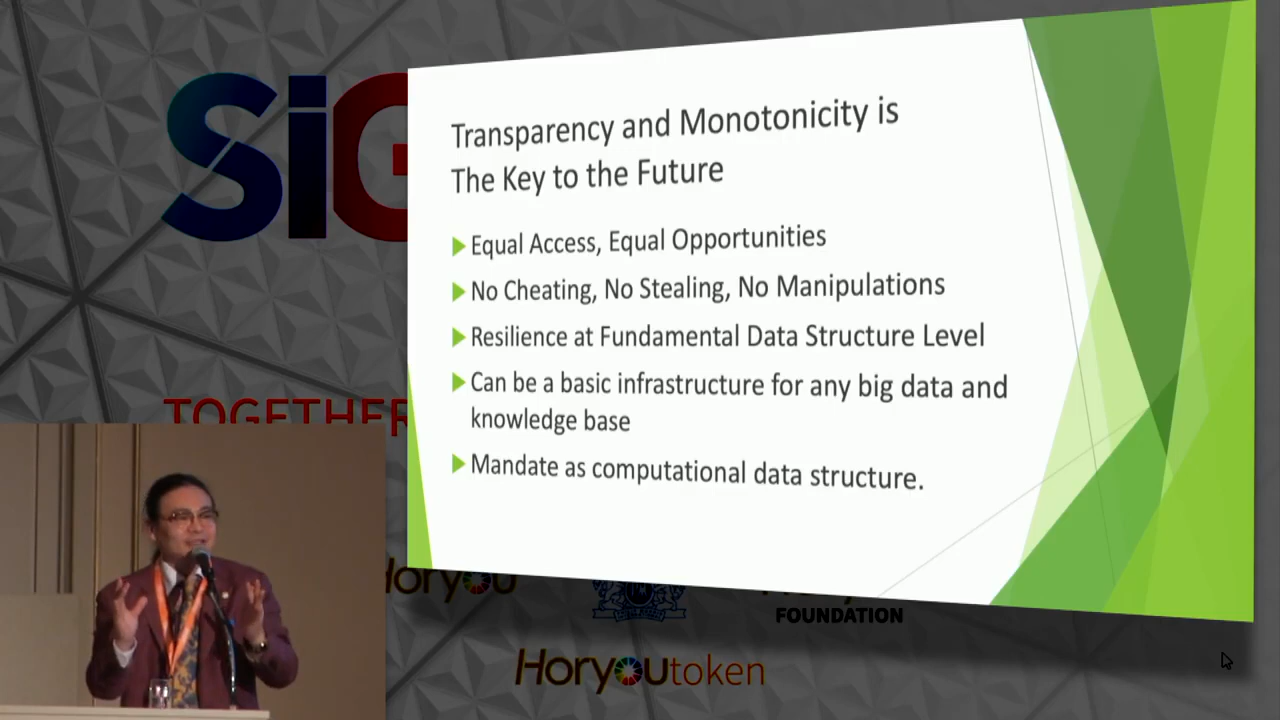 SiG
Transparency and Monotonicity is
The Key to the Future
Equal Access, Equal Opportunities
No Cheating, No Stealing, No Manipulations
Resilience at Fundamental Data Structure Level
Can be a basic infrastructure for any big data and
knowledge base
Mandate as computational data structure.
TOGETHER
Horyou
FOUNDATION
Horyoutoken